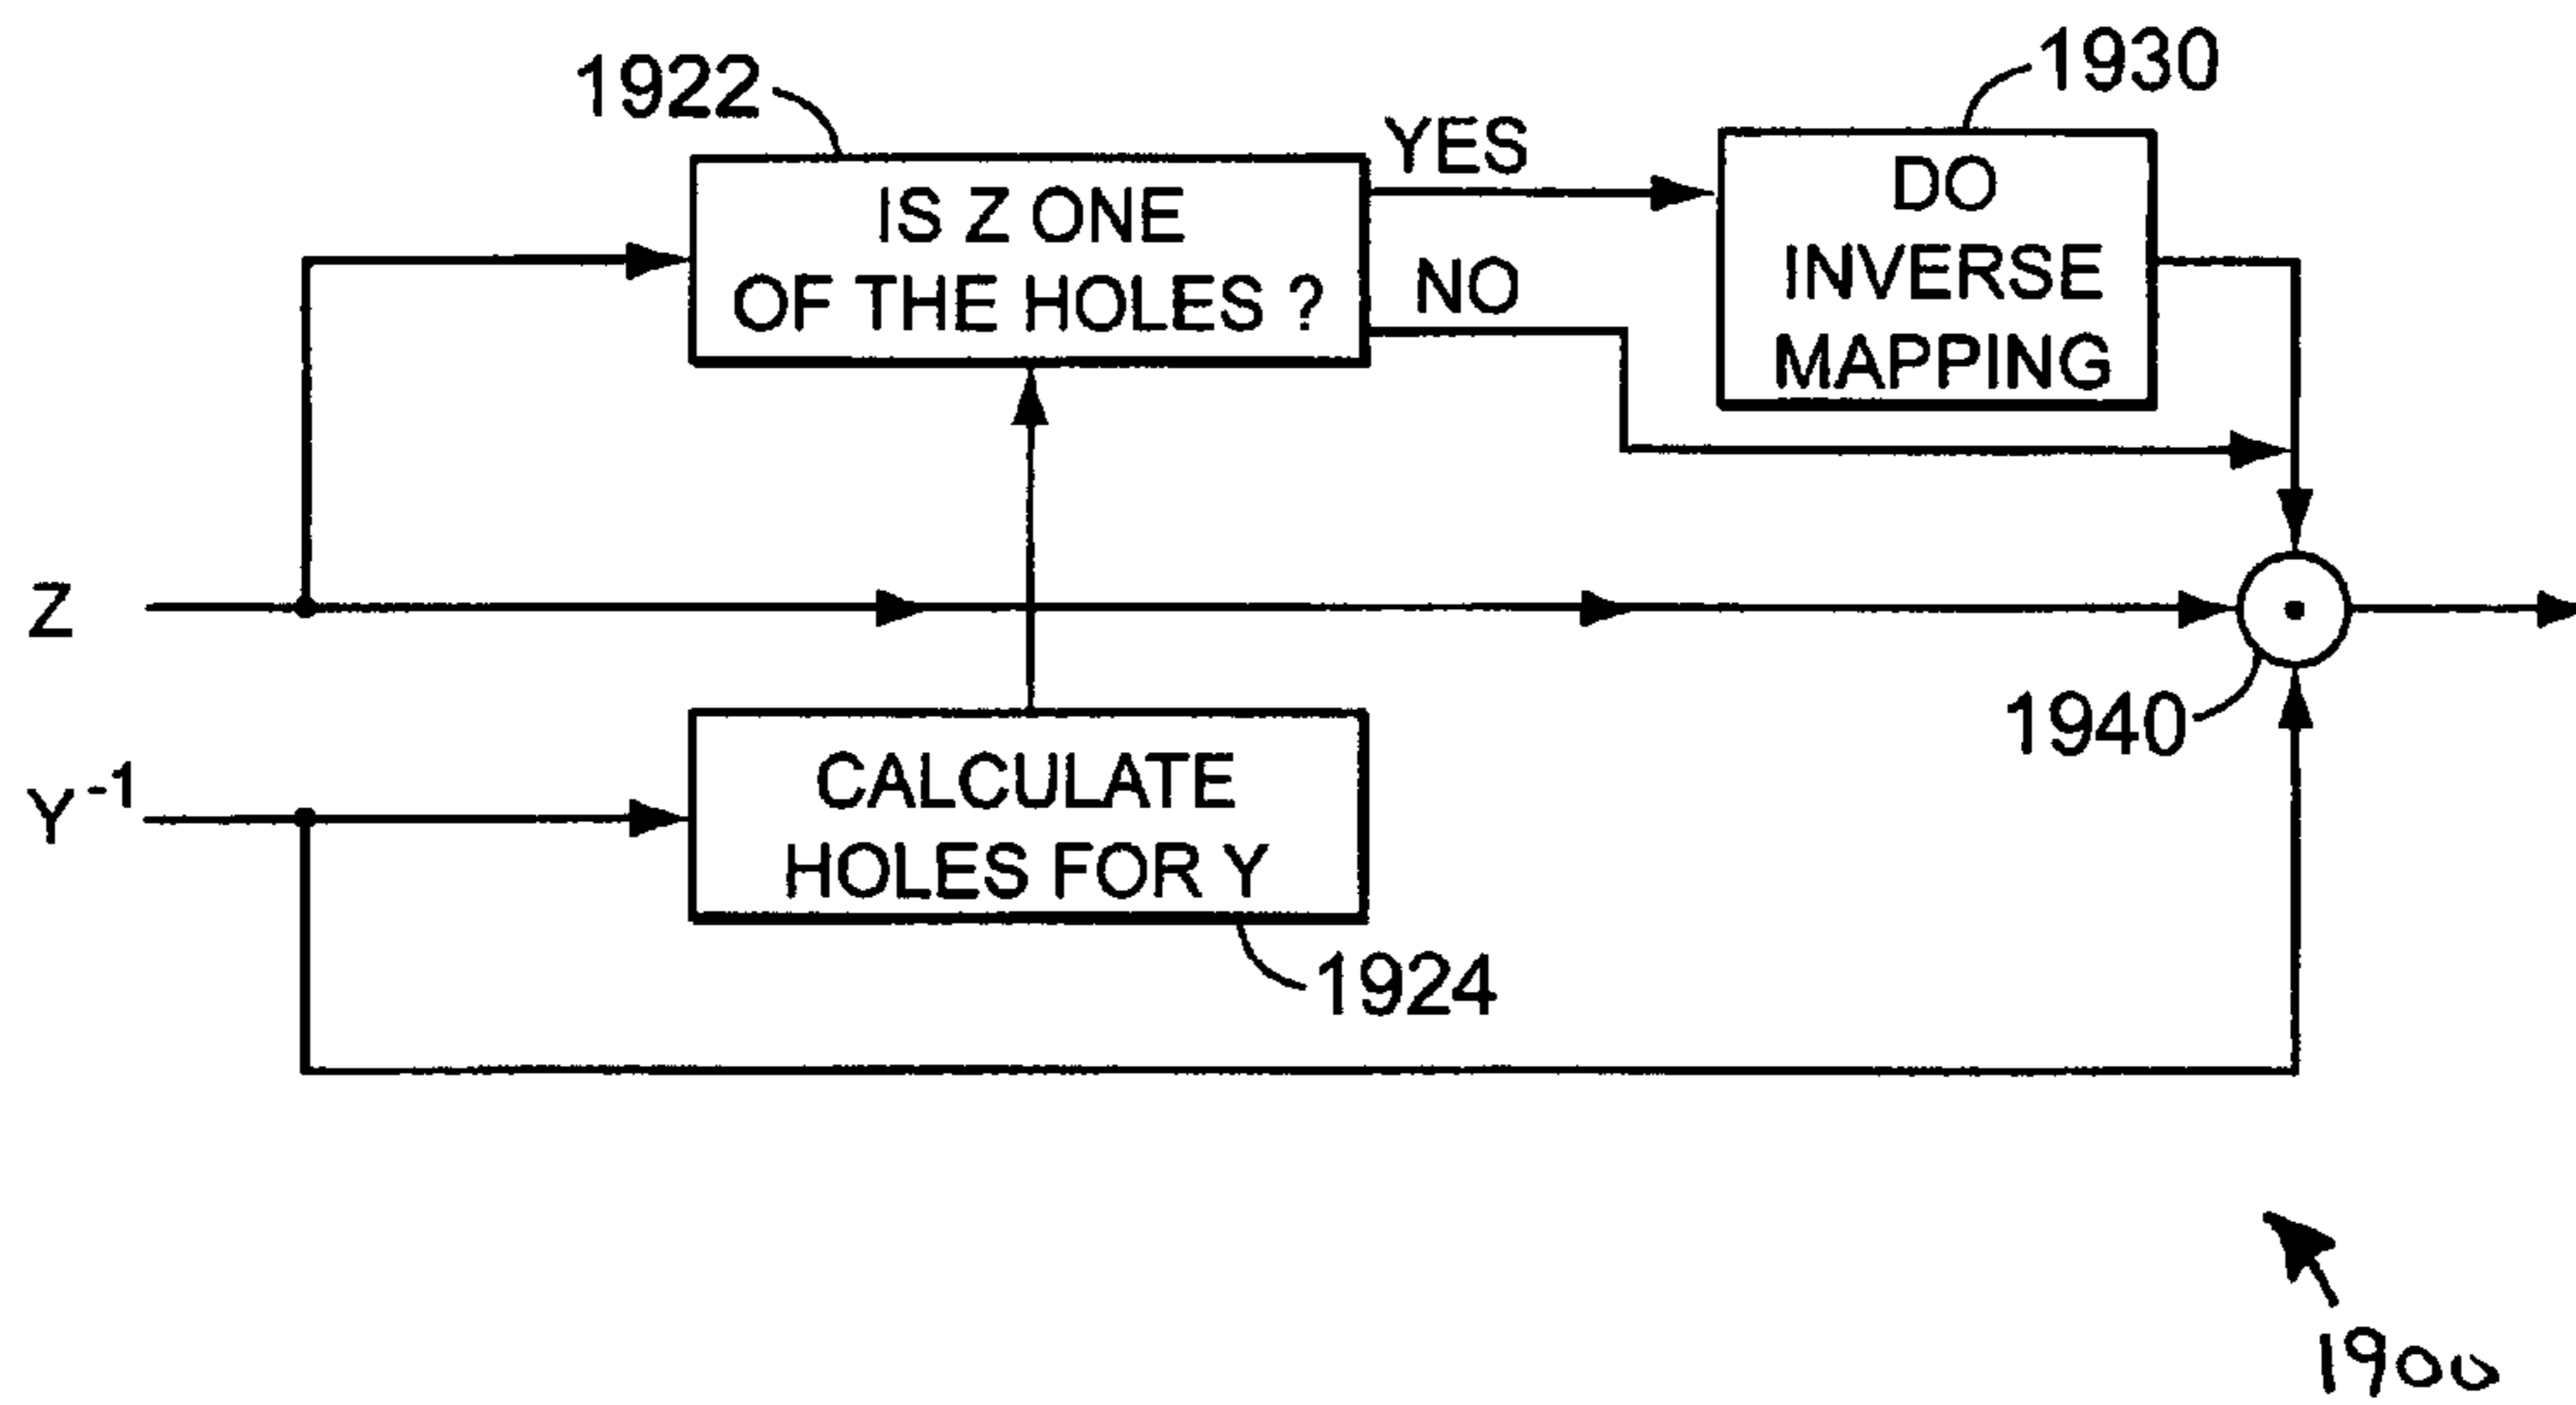 1922
1930
YES
IS Z ONE
OF THE HOLES ?
NO
DO
INVERSE
MAPPING
Z
1940
Y⁻¹
CALCULATE
HOLES FOR Y
1924
1900